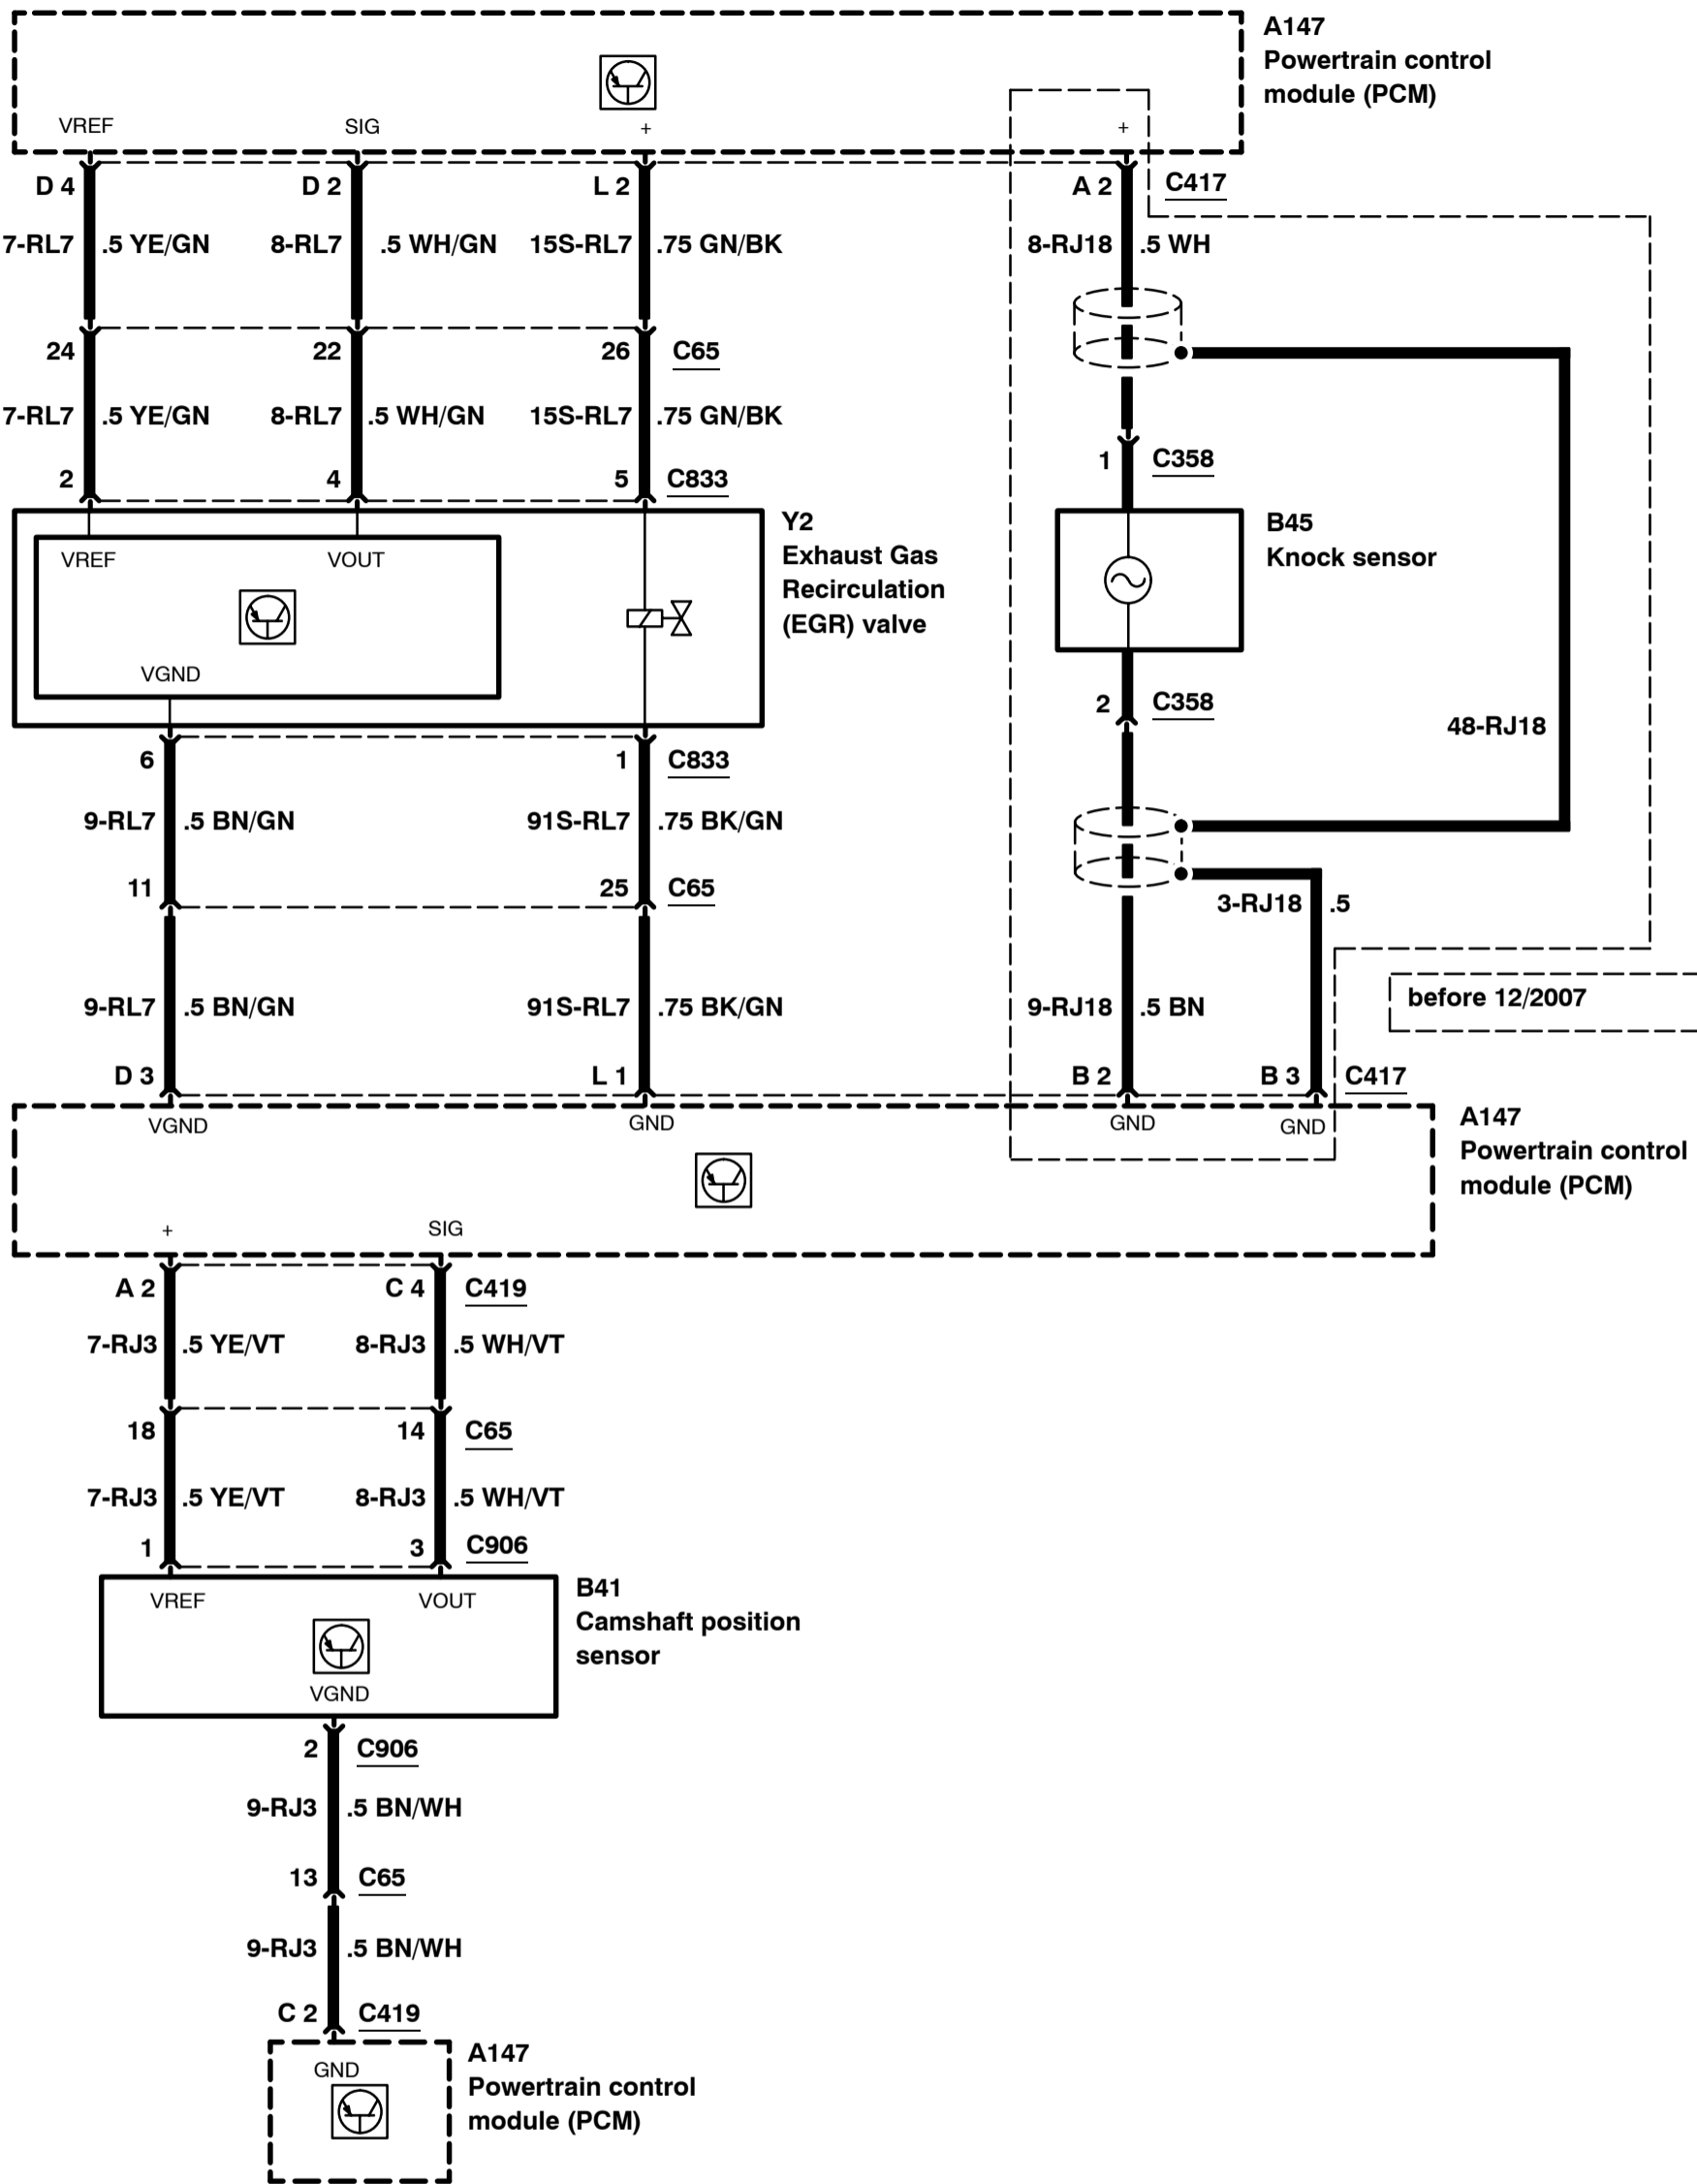 A147
Powertrain control
module (PCM)
VREF SIG + +
D 4 D 2 L 2 A 2 C417
7-RL7 .5 YE/GN 8-RL7 .5 WH/GN 15S-RL7 .75 GN/BK 8-RJ18 .5 WH
24 22 26 C65
7-RL7 .5 YE/GN 8-RL7 .5 WH/GN 15S-RL7 .75 GN/BK
1 C358
2 4 5 C833
Y2
Exhaust Gas
Recirculation
(EGR) valve
B45
Knock sensor
VREF VOUT
VGND
2 C358
48-RJ18
6 1 C833
9-RL7 .5 BN/GN 91S-RL7 .75 BK/GN
11 25 C65
3-RJ18 .5
before 12/2007
9-RL7 .5 BN/GN 91S-RL7 .75 BK/GN 9-RJ18 .5 BN
D 3 L 1 B 2 B 3 C417
VGND GND GND GND
A147
Powertrain control
module (PCM)
+ SIG
A 2 C 4 C419
7-RJ3 .5 YE/VT 8-RJ3 .5 WH/VT
18 14 C65
7-RJ3 .5 YE/VT 8-RJ3 .5 WH/VT
1 3 C906
VREF VOUT
VGND
B41
Camshaft position
sensor
2 C906
9-RJ3 .5 BN/WH
13 C65
9-RJ3 .5 BN/WH
C 2 C419
GND
A147
Powertrain control
module (PCM)